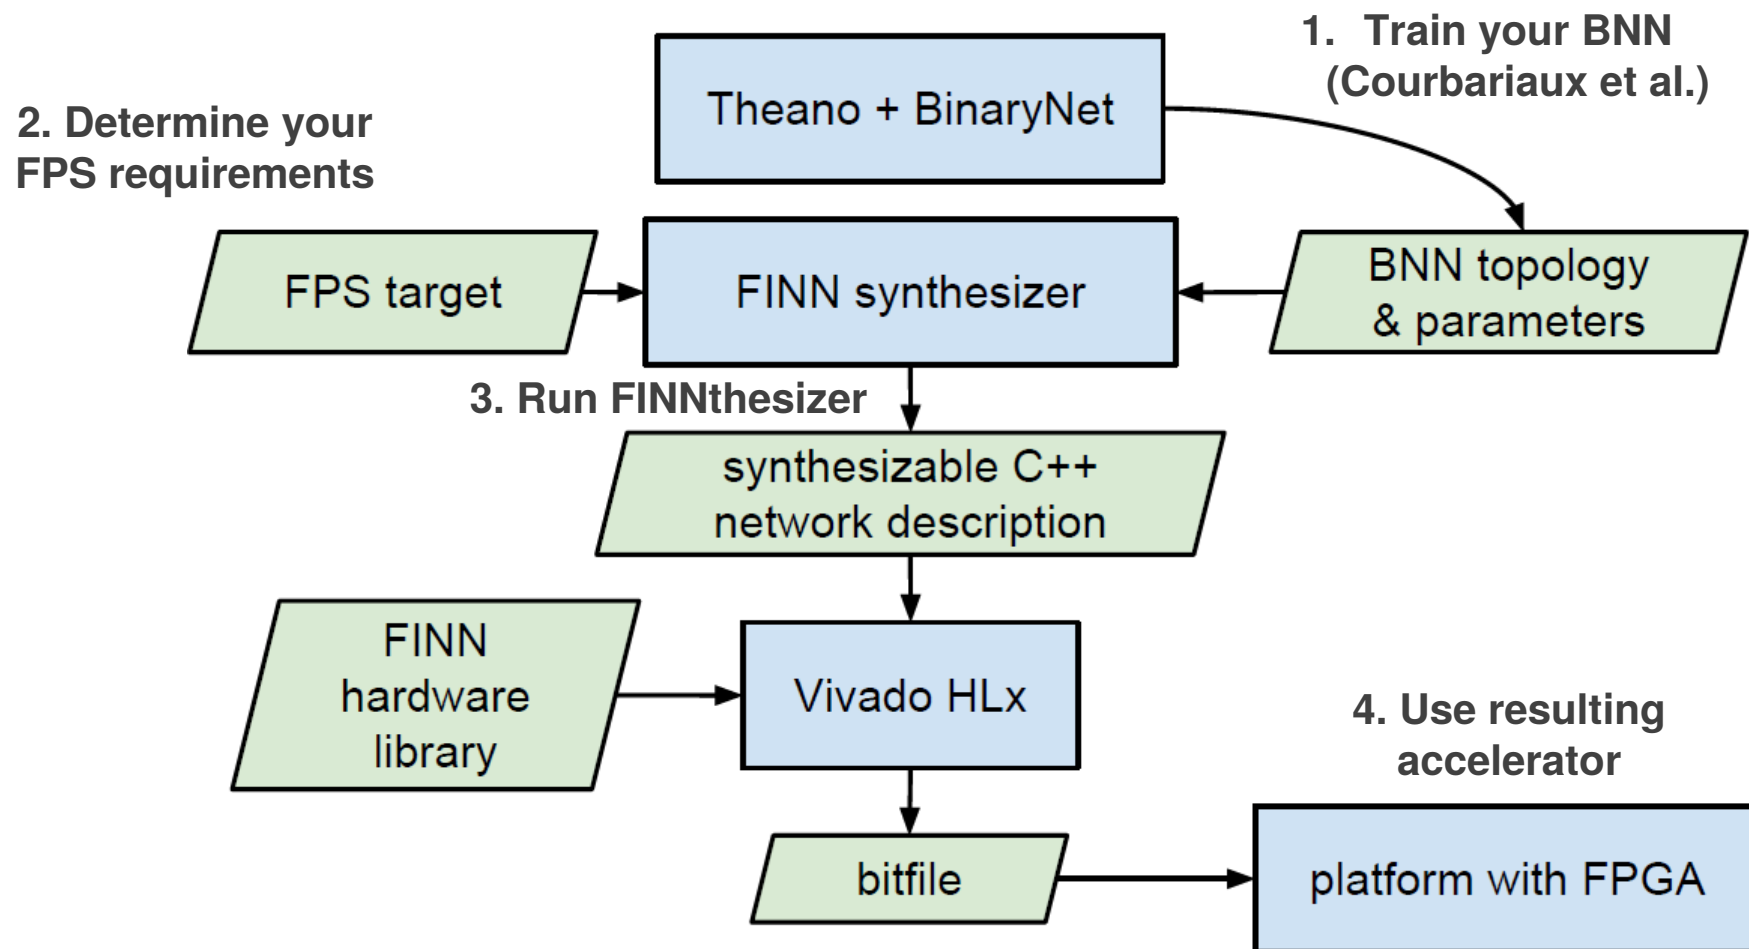 1. Train your BNN
(Courbariaux et al.)
Theano + BinaryNet
2. Determine your
FPS requirements
FPS target
FINN synthesizer
BNN topology
& parameters
3. Run FINNthesizer
synthesizable C++
network description
FINN
hardware
library
Vivado HLx
4. Use resulting
accelerator
bitfile
platform with FPGA